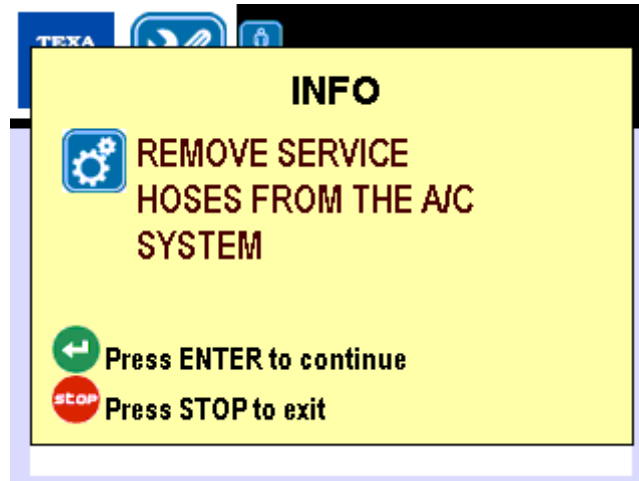 TEXA
INFO
REMOVE SERVICE
HOSES FROM THE A/C
SYSTEM
Press ENTER to continue
stop Press STOP to exit